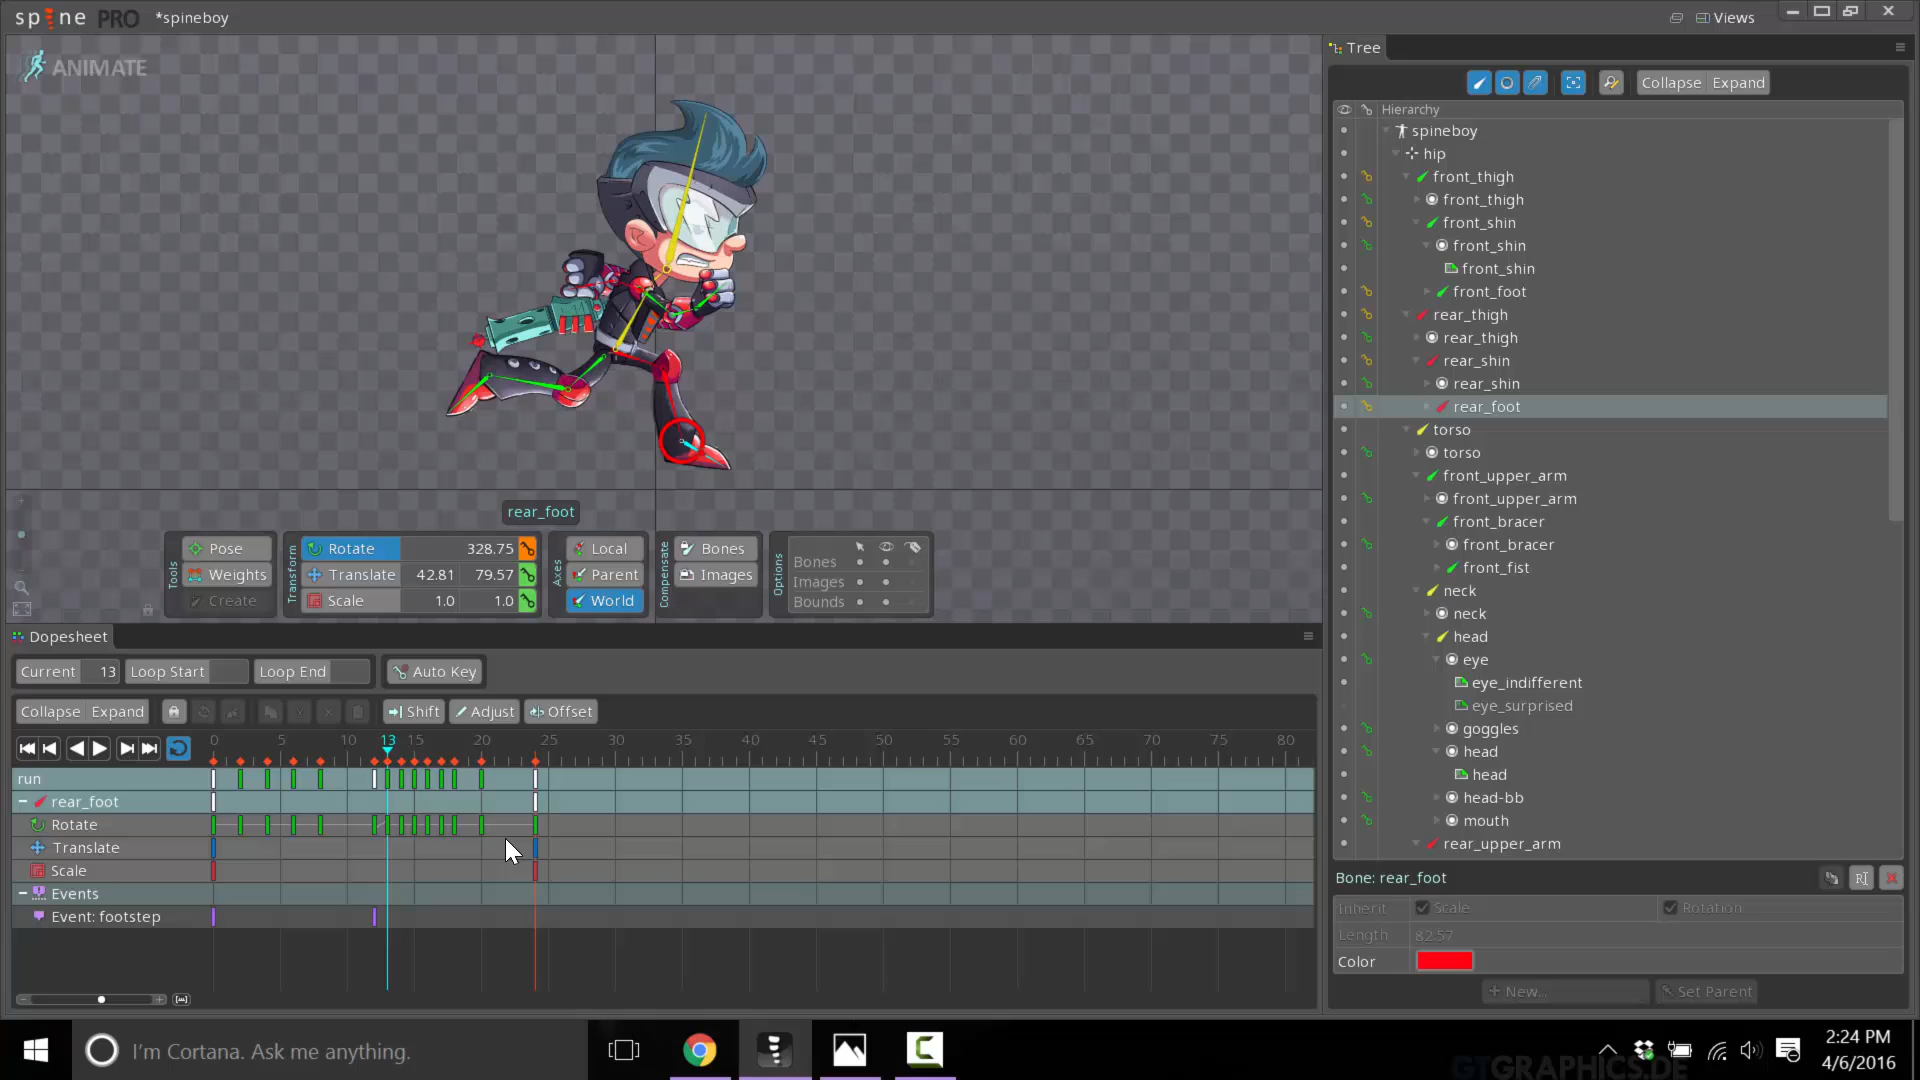 spine PRO *spineboy
Views
ANIMATE
Tree
Collapse Expand
Hierarchy
spineboy
hip
front_thigh
front_thigh
front_shin
front_shin
front_shin
front_foot
rear_thigh
rear_thigh
rear_shin
rear_shin
rear_foot
torso
torso
front_upper_arm
front_upper_arm
front_bracer
front_bracer
front_fist
neck
neck
head
eye
eye_indifferent
eye_surprised
goggles
head
head
head-bb
mouth
rear_upper_arm
Bone: rear_foot
Inherit Scale Rotation
Length 82.57
Color
New... Set Parent
rear_foot
Tools
Pose
Weights
Create
Transform
Rotate 328.75
Translate 42.81 79.57
Scale 1.0 1.0
Axes
Local
Parent
World
Compensate
Bones
Images
Options
Bones
Images
Bounds
Dopesheet
Current 13 Loop Start Loop End Auto Key
Collapse Expand Shift Adjust Offset
0 5 10 13 15 20 25 30 35 40 45 50 55 60 65 70 75 80
run
rear_foot
Rotate
Translate
Scale
Events
Event: footstep
I'm Cortana. Ask me anything.
2:24 PM
4/6/2016
GTGRAPHICS.DE